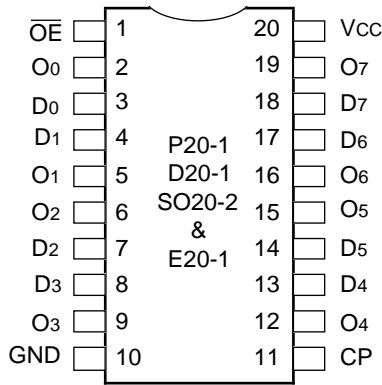 OE 1 20 Vcc
O0 2 19 O7
D0 3 18 D7
D1 4 17 D6
P20-1
O1 5 16 O6
D20-1
SO20-2
O2 6 15 O5
&
D2 7 14 D5
E20-1
D3 8 13 D4
O3 9 12 O4
GND 10 11 CP